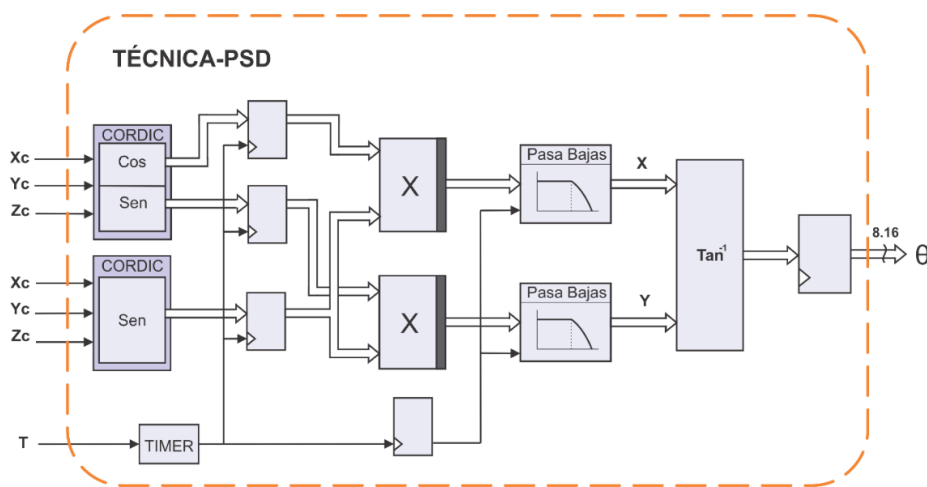 TÉCNICA-PSD
CORDIC
Cos
Sen
Xc
Yc
Zc
CORDIC
Sen
Xc
Yc
Zc
T
TIMER
X
X
Pasa Bajas
X
Pasa Bajas
Y
Tan⁻¹
8.16
θ